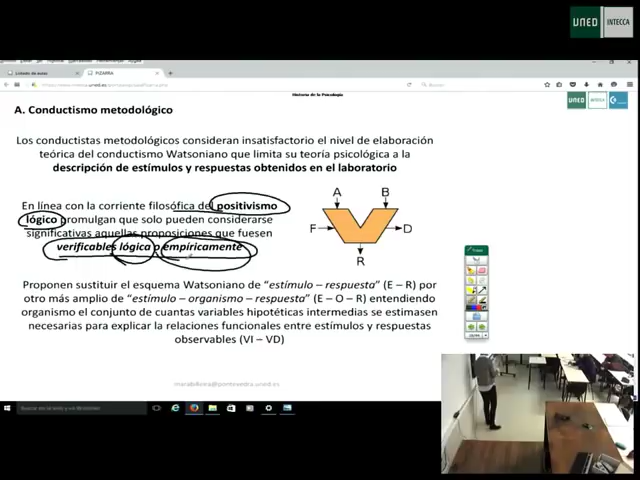 UNED
INTECCA
PIZARRA
Historia de la Psicología
UNED
A. Conductismo metodológico
Los conductistas metodológicos consideran insatisfactorio el nivel de elaboración
teórica del conductismo Watsoniano que limita su teoría psicológica a la
descripción de estímulos y respuestas obtenidos en el laboratorio
En línea con la corriente filosófica del positivismo
lógico promulgan que solo pueden considerarse
significativas aquellas proposiciones que fuesen
verificables lógica o empíricamente
A
B
F
D
R
Proponen sustituir el esquema Watsoniano de “estímulo – respuesta” (E – R) por
otro más amplio de “estímulo – organismo – respuesta” (E – O – R) entendiendo
organismo el conjunto de cuantas variables hipotéticas intermedias se estimasen
necesarias para explicar la relaciones funcionales entre estímulos y respuestas
observables (VI – VD)